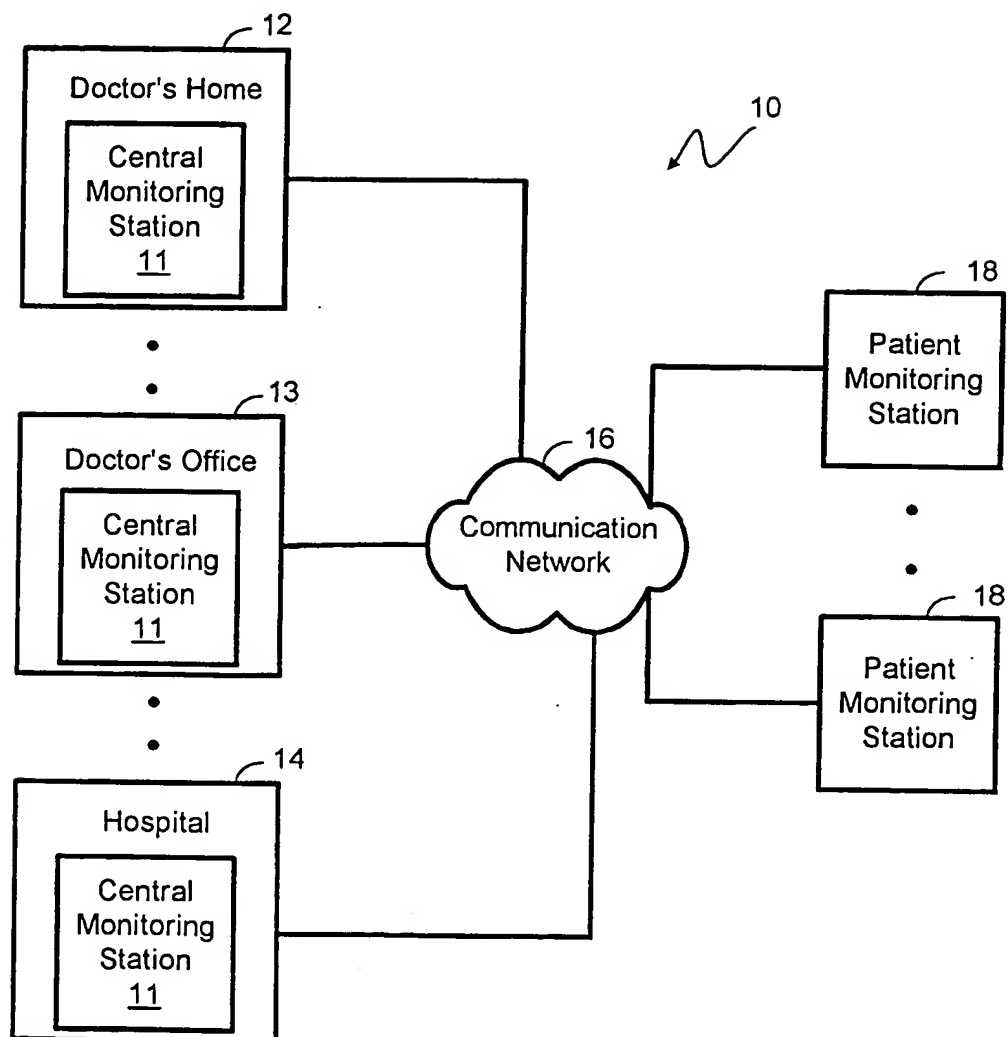 12
Doctor's Home
Central
Monitoring
Station
11
10
13
Doctor's Office
Central
Monitoring
Station
11
14
Hospital
Central
Monitoring
Station
11
16
Communication
Network
18
Patient
Monitoring
Station
18
Patient
Monitoring
Station